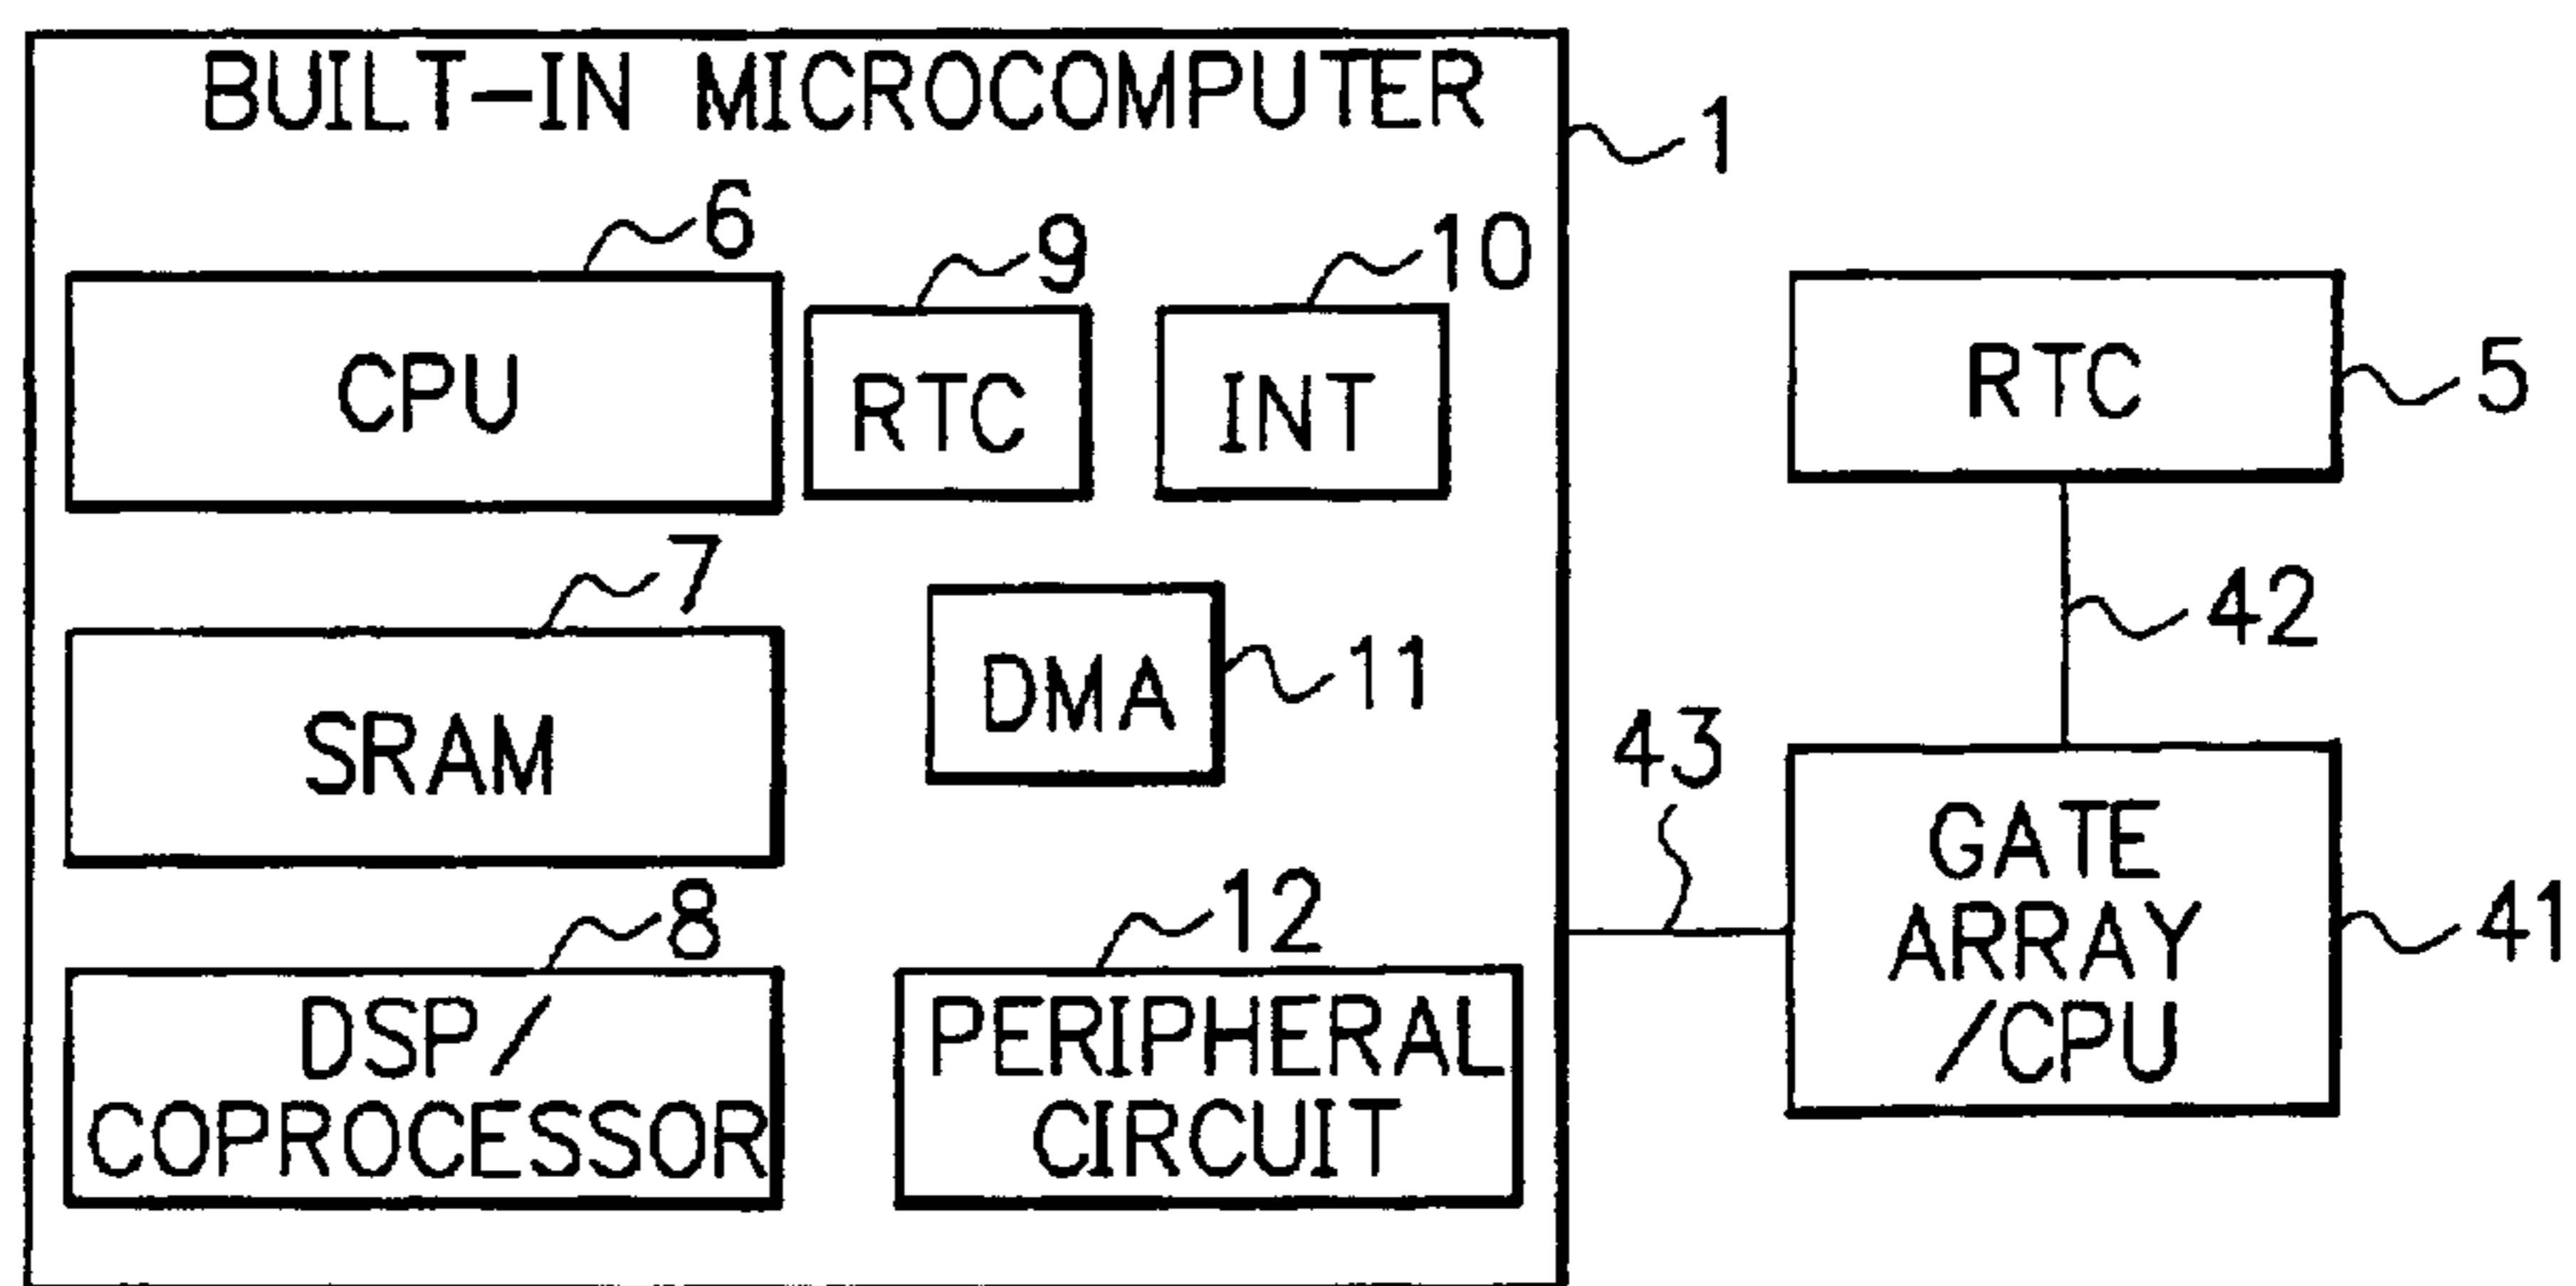 BUILT-IN MICROCOMPUTER
1
6
9
10
CPU
RTC
INT
RTC
5
7
SRAM
DMA
11
42
43
8
DSP/
COPROCESSOR
12
PERIPHERAL
CIRCUIT
GATE
ARRAY
/CPU
41